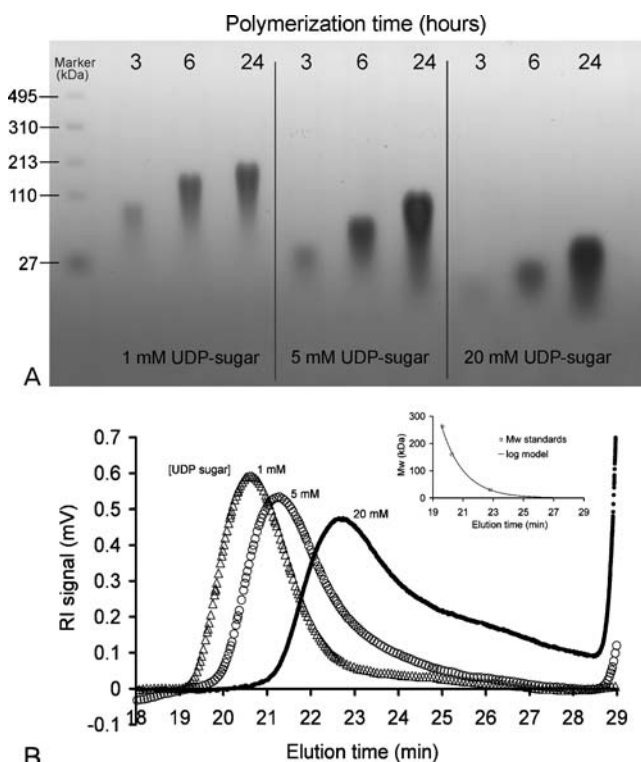 Polymerization time (hours)
Marker
(kDa)
3 6 24 3 6 24 3 6 24
495
310
213
110
27
1 mM UDP-sugar 5 mM UDP-sugar 20 mM UDP-sugar
A
0.7
0.6
0.5
0.4
0.3
0.2
0.1
0
-0.1
RI signal (mV)
[UDP sugar] 1 mM
5 mM
20 mM
300
200
100
0
Mw (kDa)
Mw standards
log model
19 21 23 25 27 29
Elution time (min)
18 19 20 21 22 23 24 25 26 27 28 29
Elution time (min)
B